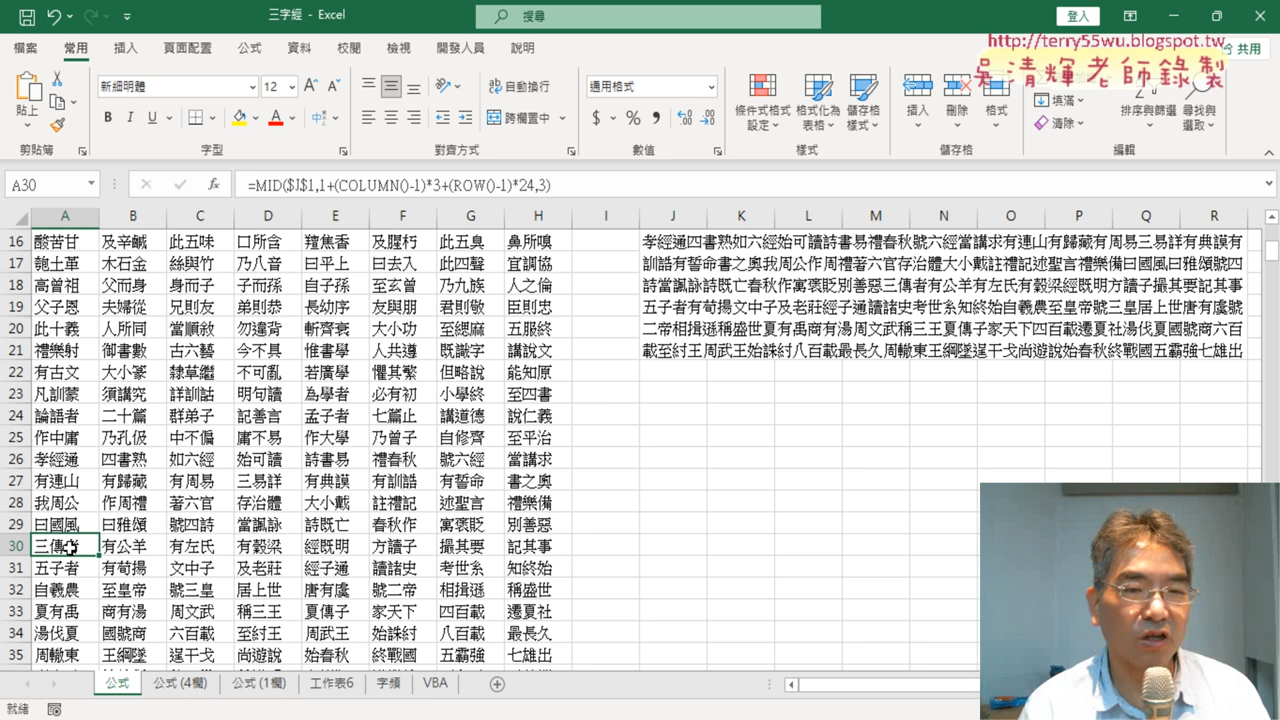 三字經 - Excel
搜尋
登入
http://terry55wu.blogspot.tw
吳清輝老師錄製
檔案 常用 插入 頁面配置 公式 資料 校閱 檢視 開發人員 說明 共用
新細明體 12 自動換行 通用格式
貼上 跨欄置中 條件式格式設定 格式化為表格 儲存格樣式 插入 刪除 格式 填滿 清除 排序與篩選 尋找與選取
剪貼簿 字型 對齊方式 數值 樣式 儲存格 編輯
A30 =MID($J$1,1+(COLUMN()-1)*3+(ROW()-1)*24,3)
A B C D E F G H I J K L M N O P Q R
16 酸苦甘 及辛鹹 此五味 口所含 羶焦香 及腥朽 此五臭 鼻所嗅 孝經通四書熟如六經始可讀詩書易禮春秋號六經當講求有連山有歸藏有周易三易詳有典謨有
17 匏土革 木石金 絲與竹 乃八音 曰平上 曰去入 此四聲 宜調協 訓誥有誓命書之奧我周公作周禮著六官存治體大小戴註禮記述聖言禮樂備曰國風曰雅頌號四
18 高曾祖 父而身 身而子 子而孫 自子孫 至玄曾 乃九族 人之倫 詩當諷詠詩既亡春秋作寓褒貶別善惡三傳者有公羊有左氏有穀梁經既明方讀子撮其要記其事
19 父子恩 夫婦從 兄則友 弟則恭 長幼序 友與朋 君則敬 臣則忠 五子者有荀揚文中子及老莊經子通讀諸史考世系知終始自羲農至皇帝號三皇居上世唐有虞號
20 此十義 人所同 當順敘 勿違背 斬齊衰 大小功 至緦麻 五服終 二帝相揖遜稱盛世夏有禹商有湯周文武稱三王夏傳子家天下四百載遷夏社湯伐夏國號商六百
21 禮樂射 御書數 古六藝 今不具 惟書學 人共遵 既識字 講說文 載至紂王周武王始誅紂八百載最長久周轍東王綱墜逞干戈尚遊說始春秋終戰國五霸強七雄出
22 有古文 大小篆 隸草繼 不可亂 若廣學 懼其繁 但略說 能知原
23 凡訓蒙 須講究 詳訓詁 明句讀 為學者 必有初 小學終 至四書
24 論語者 二十篇 群弟子 記善言 孟子者 七篇止 講道德 說仁義
25 作中庸 乃孔伋 中不偏 庸不易 作大學 乃曾子 自修齊 至平治
26 孝經通 四書熟 如六經 始可讀 詩書易 禮春秋 號六經 當講求
27 有連山 有歸藏 有周易 三易詳 有典謨 有訓誥 有誓命 書之奧
28 我周公 作周禮 著六官 存治體 大小戴 註禮記 述聖言 禮樂備
29 曰國風 曰雅頌 號四詩 當諷詠 詩既亡 春秋作 寓褒貶 別善惡
30 三傳者 有公羊 有左氏 有穀梁 經既明 方讀子 撮其要 記其事
31 五子者 有荀揚 文中子 及老莊 經子通 讀諸史 考世系 知終始
32 自羲農 至皇帝 號三皇 居上世 唐有虞 號二帝 相揖遜 稱盛世
33 夏有禹 商有湯 周文武 稱三王 夏傳子 家天下 四百載 遷夏社
34 湯伐夏 國號商 六百載 至紂王 周武王 始誅紂 八百載 最長久
35 周轍東 王綱墜 逞干戈 尚遊說 始春秋 終戰國 五霸強 七雄出
公式 公式 (4欄) 公式 (1欄) 工作表6 字頻 VBA
就緒